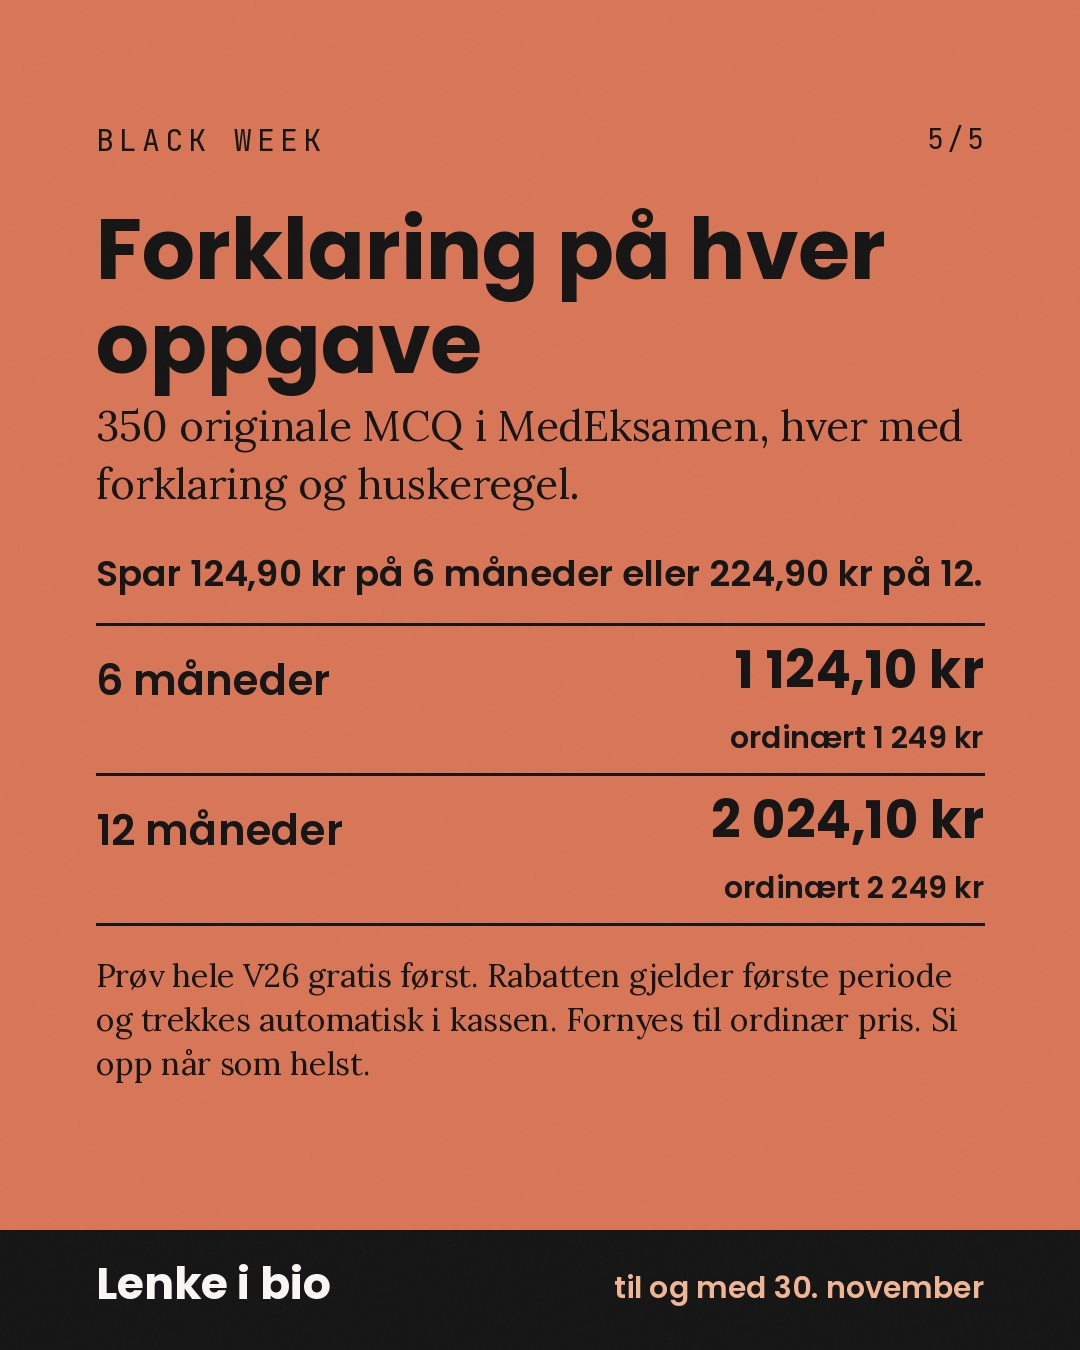 BLACK WEEK
5/5
Forklaring på hver
oppgave
350 originale MCQ i MedEksamen, hver med
forklaring og huskeregel.
Spar 124,90 kr på 6 måneder eller 224,90 kr på 12.
6 måneder
1 124,10 kr
ordinært 1 249 kr
12 måneder
2 024,10 kr
ordinært 2 249 kr
Prøv hele V26 gratis først. Rabatten gjelder første periode
og trekkes automatisk i kassen. Fornyes til ordinær pris. Si
opp når som helst.
Lenke i bio
til og med 30. november